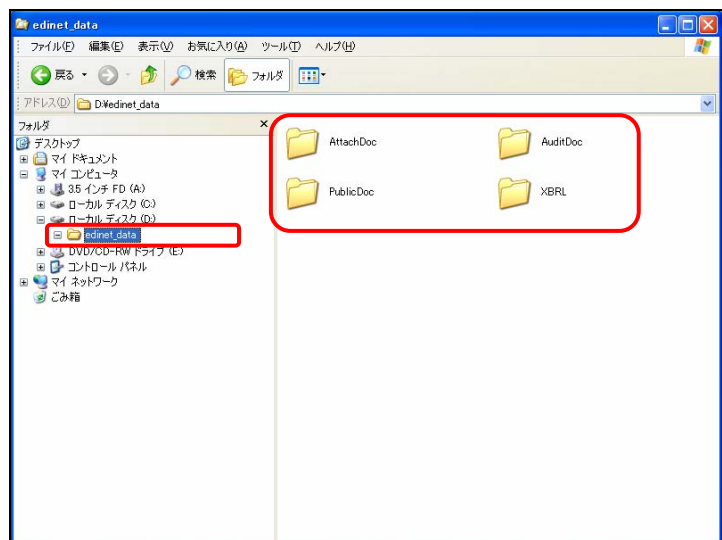 edinet_data
ファイル(F) 編集(E) 表示(V) お気に入り(A) ツール(T) ヘルプ(H)
戻る 検索 フォルダ
アドレス(D) D:¥edinet_data
フォルダ ×
デスクトップ
マイ ドキュメント
マイ コンピュータ
3.5 インチ FD (A:)
ローカル ディスク (C:)
ローカル ディスク (D:)
edinet_data
DVD/CD-RW ドライブ (E:)
コントロール パネル
マイ ネットワーク
ごみ箱
AttachDoc AuditDoc
PublicDoc XBRL